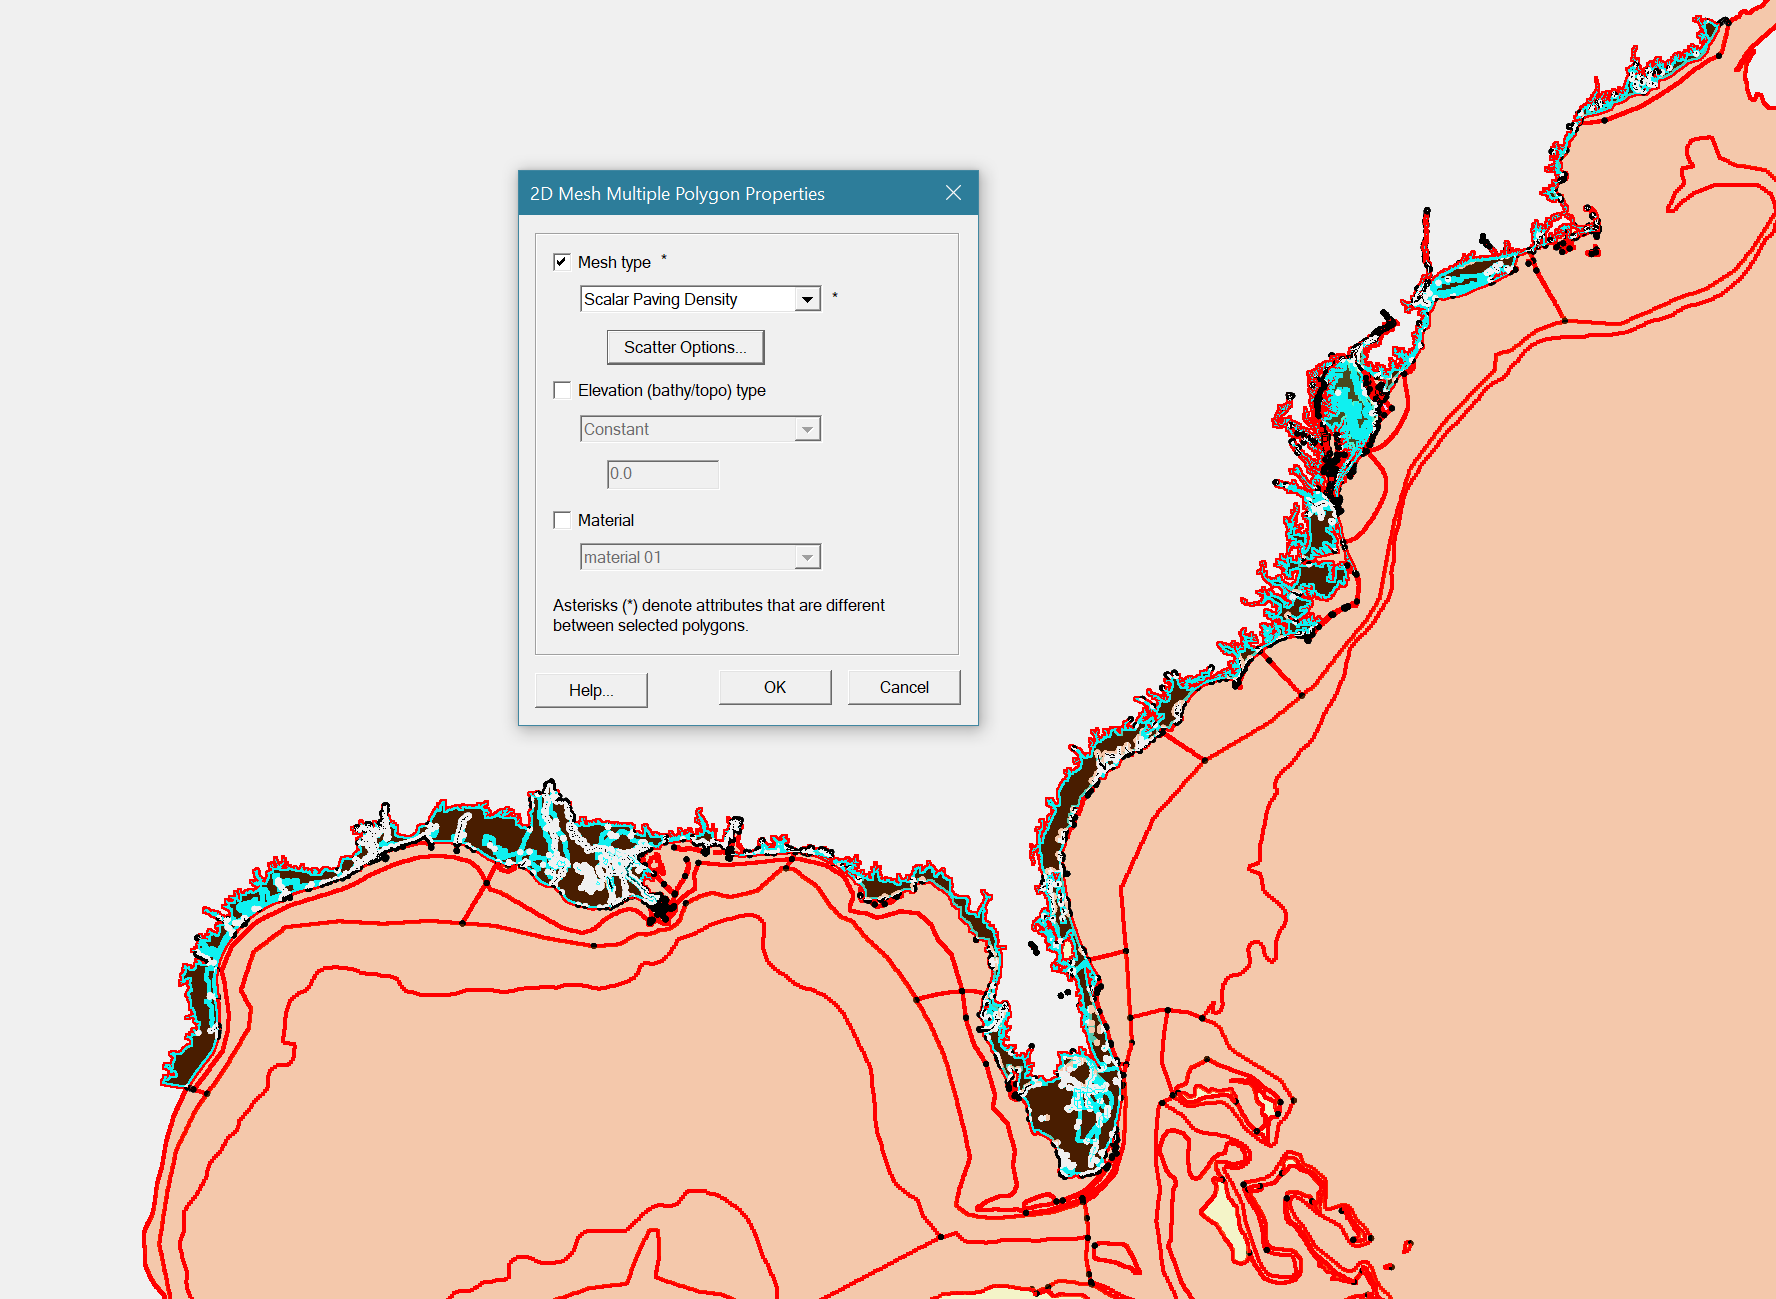 2D Mesh Multiple Polygon Properties
Mesh type *
Scalar Paving Density *
Scatter Options...
Elevation (bathy/topo) type
Constant
0.0
Material
material 01
Asterisks (*) denote attributes that are different
between selected polygons.
Help... OK Cancel